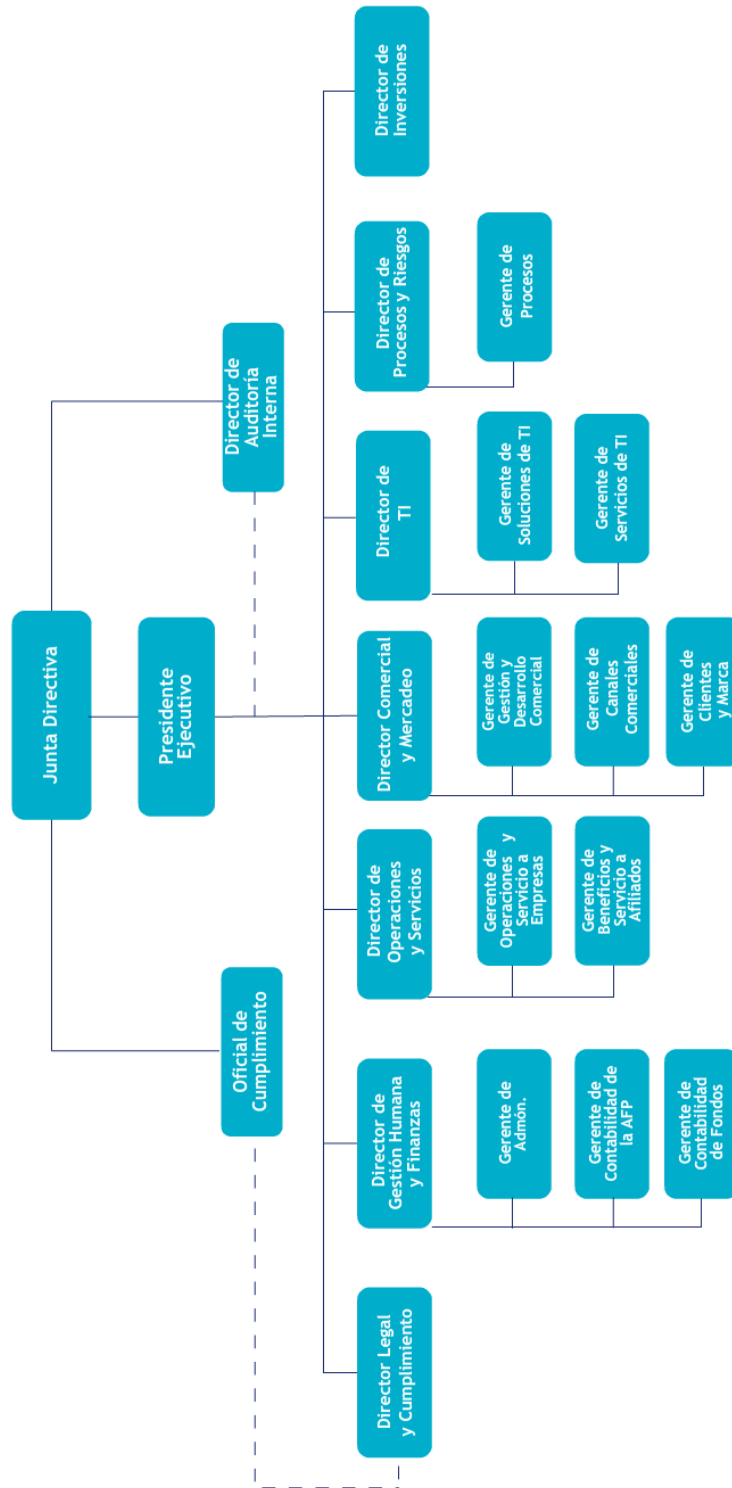 Junta Directiva
Presidente
Ejecutivo
Oficial de
Cumplimiento
Director de
Auditoría
Interna
Director Legal
y Cumplimiento
Director de
Gestión Humana
y Finanzas
Director de
Operaciones
y Servicios
Director Comercial
y Mercadeo
Director de
TI
Director de
Procesos y Riesgos
Director de
Inversiones
Gerente de
Admón.
Gerente de
Contabilidad de
la AFP
Gerente de
Contabilidad
de Fondos
Gerente de
Operaciones y
Servicio a
Empresas
Gerente de
Beneficios y
Servicio a
Afiliados
Gerente de
Gestión y
Desarrollo
Comercial
Gerente de
Canales
Comerciales
Gerente de
Clientes
y Marca
Gerente de
Soluciones de TI
Gerente de
Servicios de TI
Gerente de
Procesos